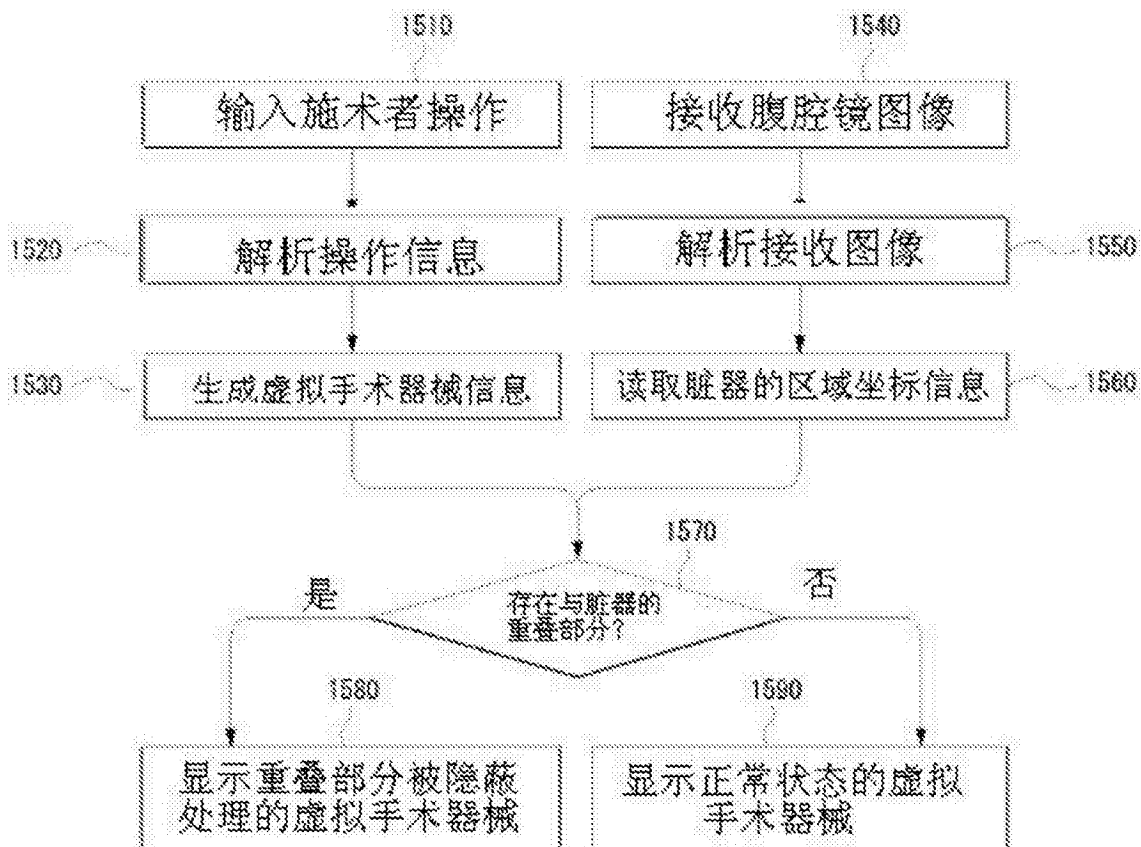 1510
1540
输入施术者操作
接收腹腔镜图像
1520
解析操作信息
解析接收图像
1550
1530
生成虚拟手术器械信息
读取脏器的区域坐标信息
1560
1570
是
存在与脏器的
重叠部分?
否
1580
1590
显示重叠部分被隐蔽
处理的虚拟手术器械
显示正常状态的虚拟
手术器械